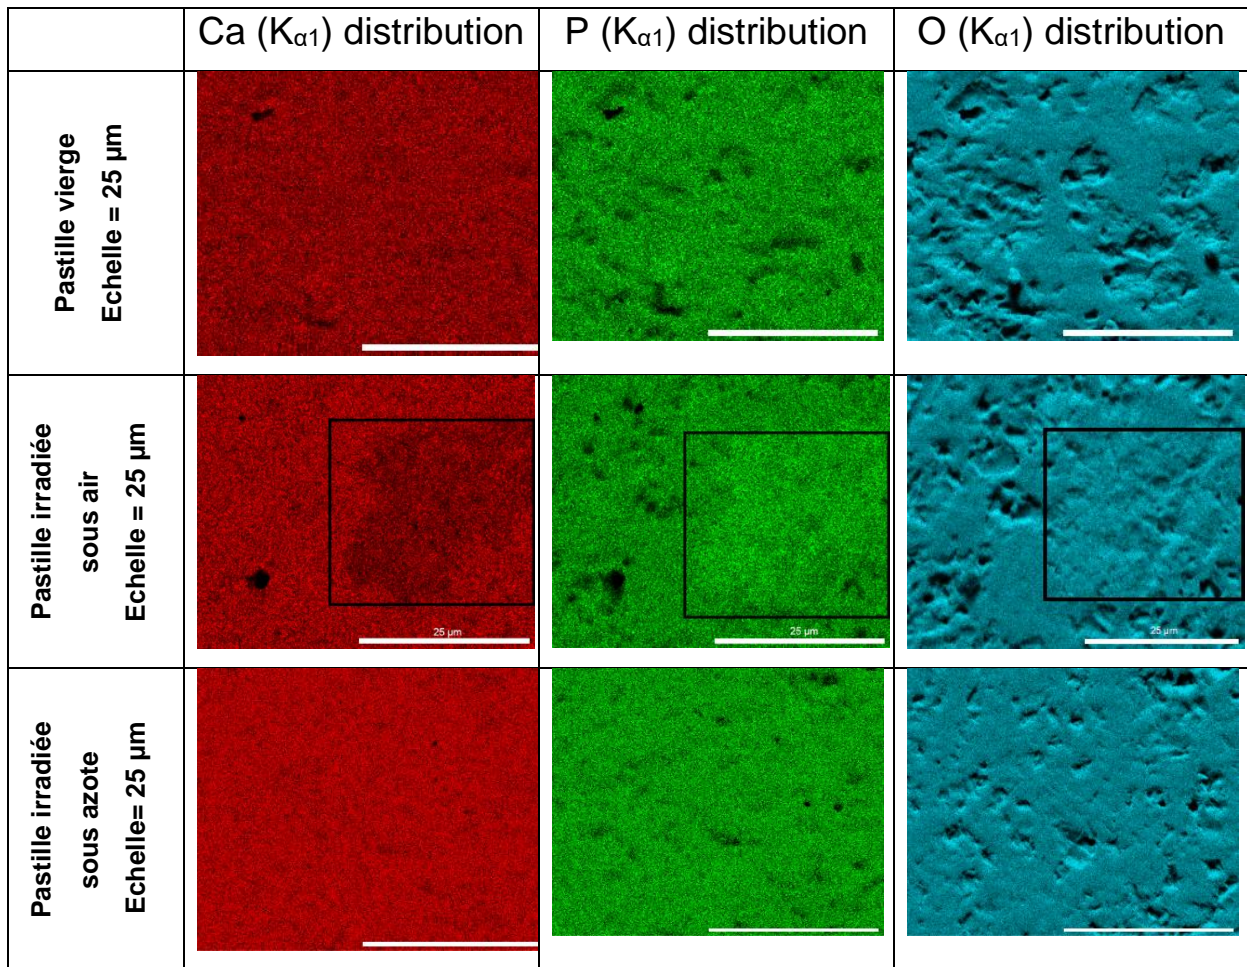 Ca (Kα1) distribution
P (Kα1) distribution
O (Kα1) distribution
Pastille vierge
Echelle = 25 µm
Pastille irradiée
sous air
Echelle = 25 µm
25 µm
25 µm
25 µm
Pastille irradiée
sous azote
Echelle= 25 µm